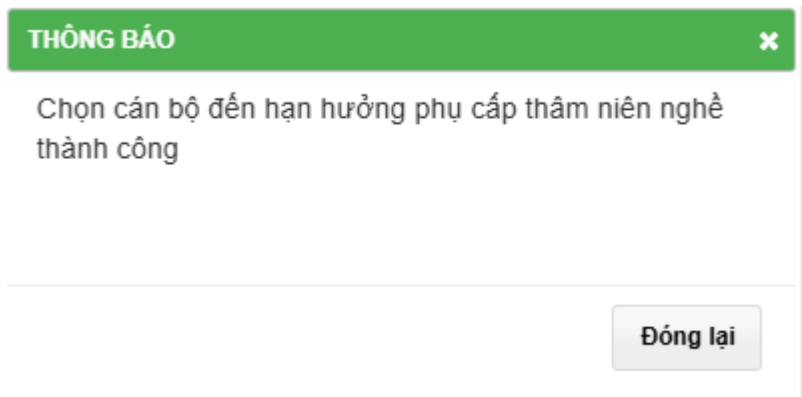 THÔNG BÁO
Chọn cán bộ đến hạn hưởng phụ cấp thâm niên nghề
thành công
Đóng lại